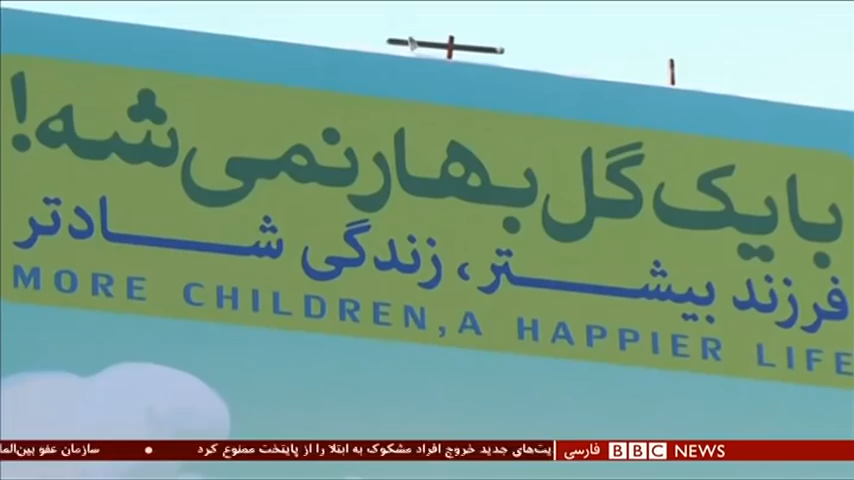 با یک گل بهار نمی شه!
فرزند بیشتر، زندگی شادتر
MORE CHILDREN, A HAPPIER LIFE
BBC NEWS فارسی
یت‌های جدید خروج افراد مشکوک به ابتلا را از پایتخت ممنوع کرد • سازمان عفو بین‌الملل